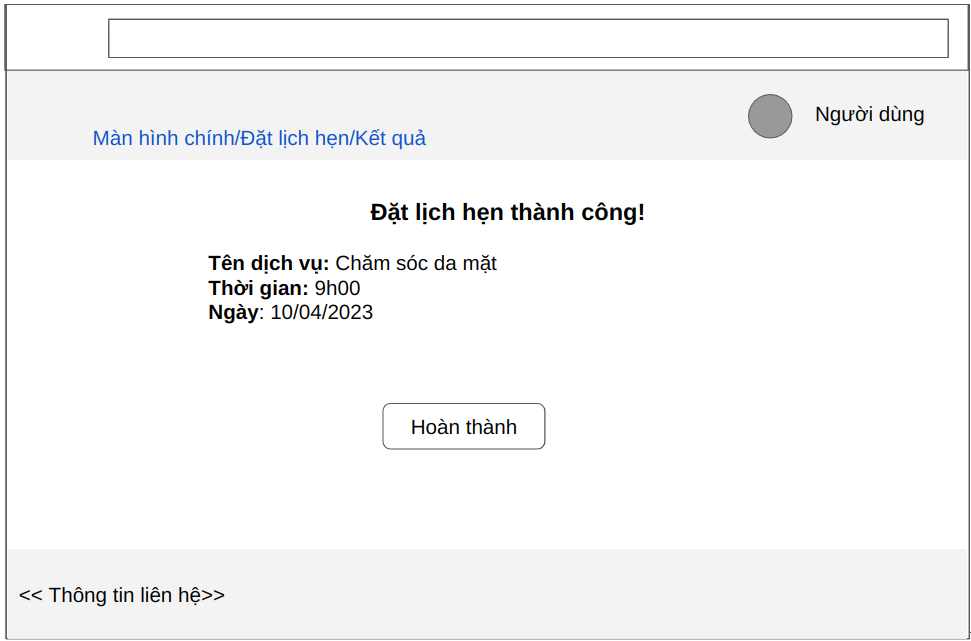 Người dùng
Màn hình chính/Đặt lịch hẹn/Kết quả
Đặt lịch hẹn thành công!
Tên dịch vụ: Chăm sóc da mặt
Thời gian: 9h00
Ngày: 10/04/2023
Hoàn thành
<< Thông tin liên hệ>>